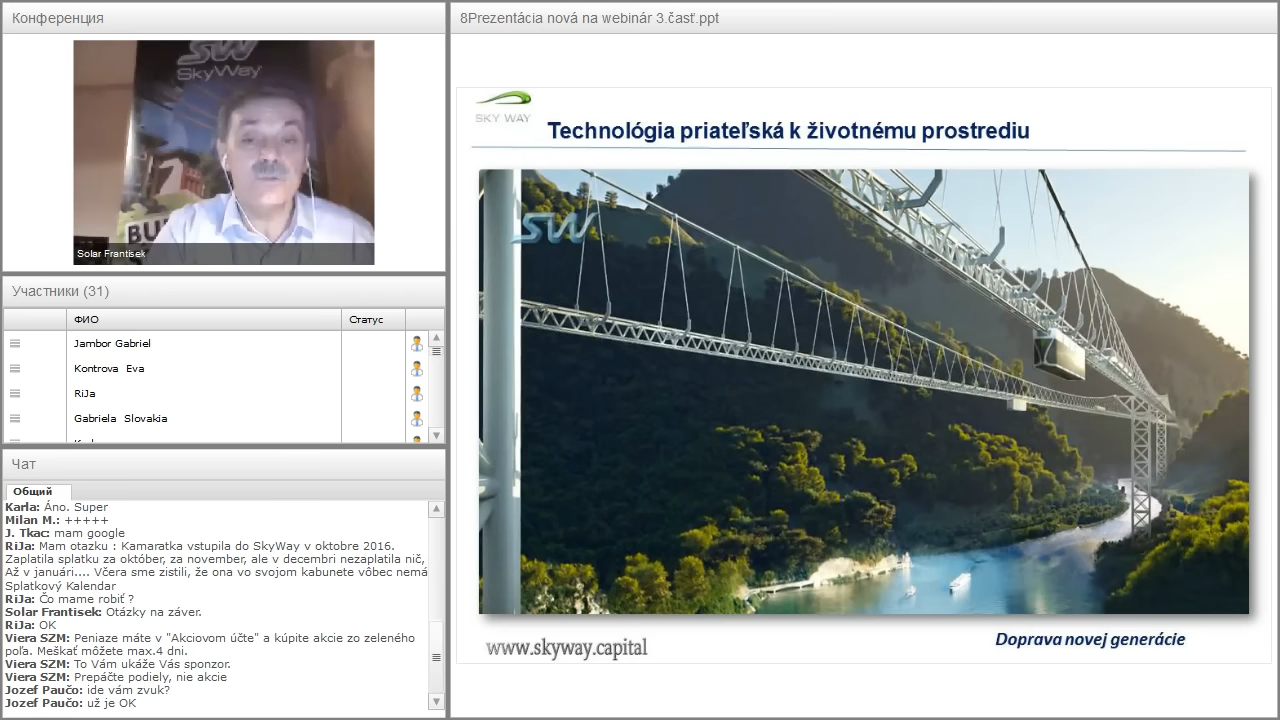 Конференция
SW
SkyWay
BU
Solar Frantisek
Участники (31)
ФИО
Статус
Jambor Gabriel
Kontrova Eva
RiJa
Gabriela Slovakia
Чат
Общий
Karla: Áno. Super
Milan M.: +++++
J. Tkac: mam google
RiJa: Mam otazku : Kamaratka vstupila do SkyWay v oktobre 2016.
Zaplatila splatku za október, za november, ale v decembri nezaplatila nič,
Až v januári.... Včera sme zistili, že ona vo svojom kabunete vôbec nemá
Splatkový Kalendar
RiJa: Čo mame robiť ?
Solar Frantisek: Otázky na záver.
RiJa: OK
Viera SZM: Peniaze máte v "Akciovom účte" a kúpite akcie zo zeleného
poľa. Meškať môžete max.4 dni.
Viera SZM: To Vám ukáže Váš sponzor.
Viera SZM: Prepáčte podiely, nie akcie
Jozef Paučo: ide vám zvuk?
Jozef Paučo: už je OK
8Prezentácia nová na webinár 3.časť.ppt
SKY WAY
Technológia priateľská k životnému prostrediu
SW
www.skyway.capital
Doprava novej generácie